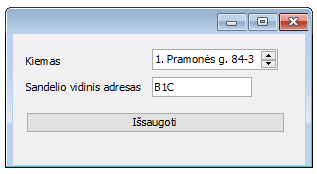 Kiemas 1. Pramonės g. 84-3
Sandelio vidinis adresas B1C
Išsaugoti